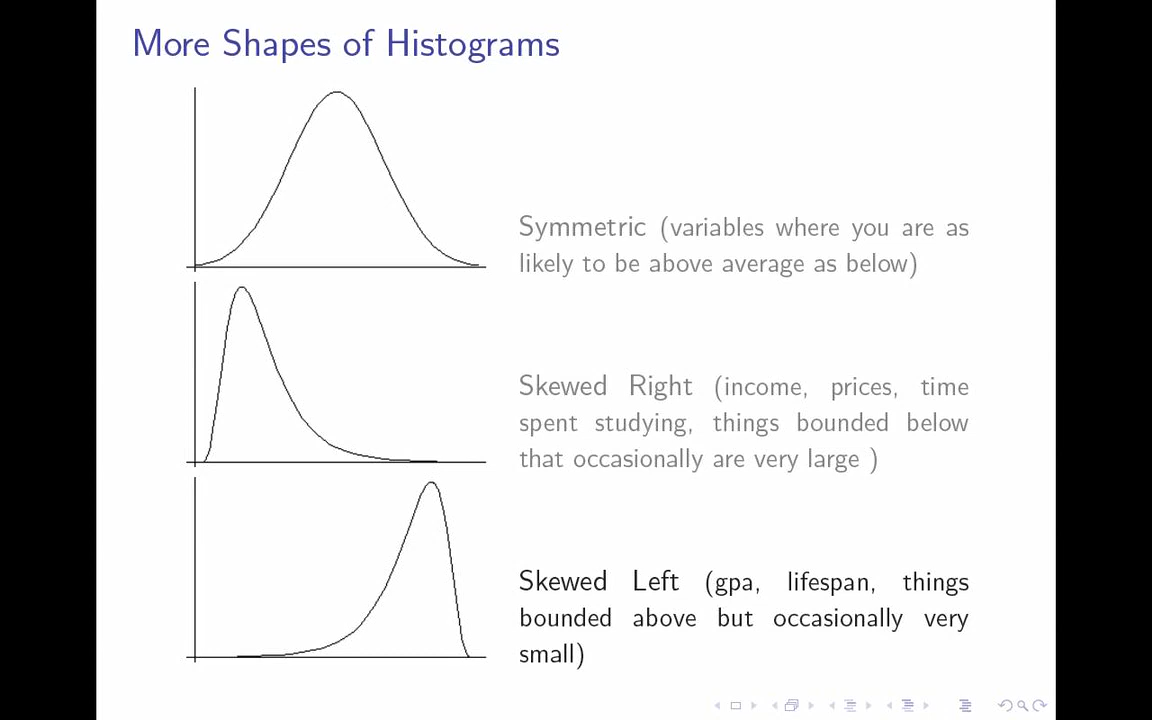 More Shapes of Histograms
Symmetric (variables where you are as
likely to be above average as below)
Skewed Right (income, prices, time
spent studying, things bounded below
that occasionally are very large )
Skewed Left (gpa, lifespan, things
bounded above but occasionally very
small)